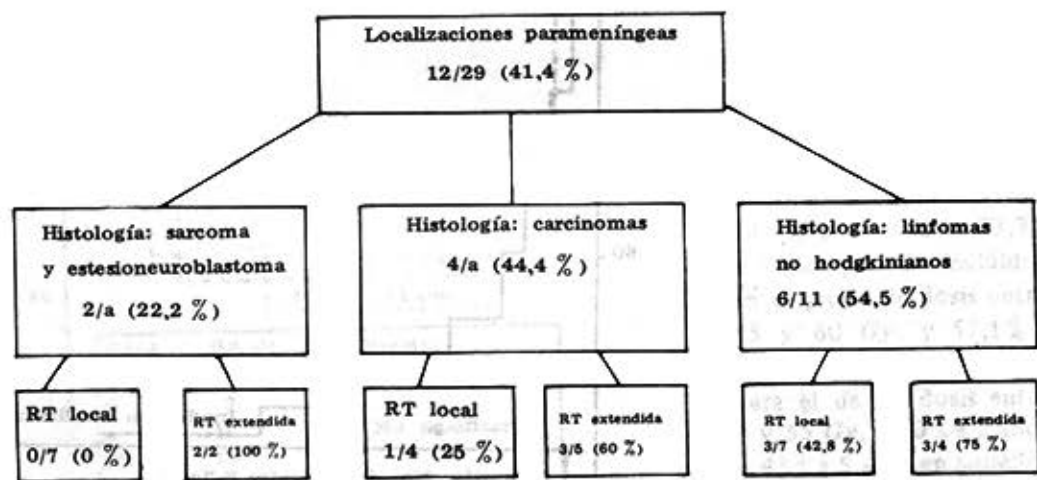 Localizaciones parameníngeas
12/29 (41,4 %)
Histología: sarcoma
y estesioneuroblastoma
2/a (22,2 %)
Histología: carcinomas
4/a (44,4 %)
Histología: linfomas
no hodgkinianos
6/11 (54,5 %)
RT local
0/7 (0 %)
RT extendida
2/2 (100 %)
RT local
1/4 (25 %)
RT extendida
3/5 (60 %)
RT local
3/7 (42,8 %)
RT extendida
3/4 (75 %)